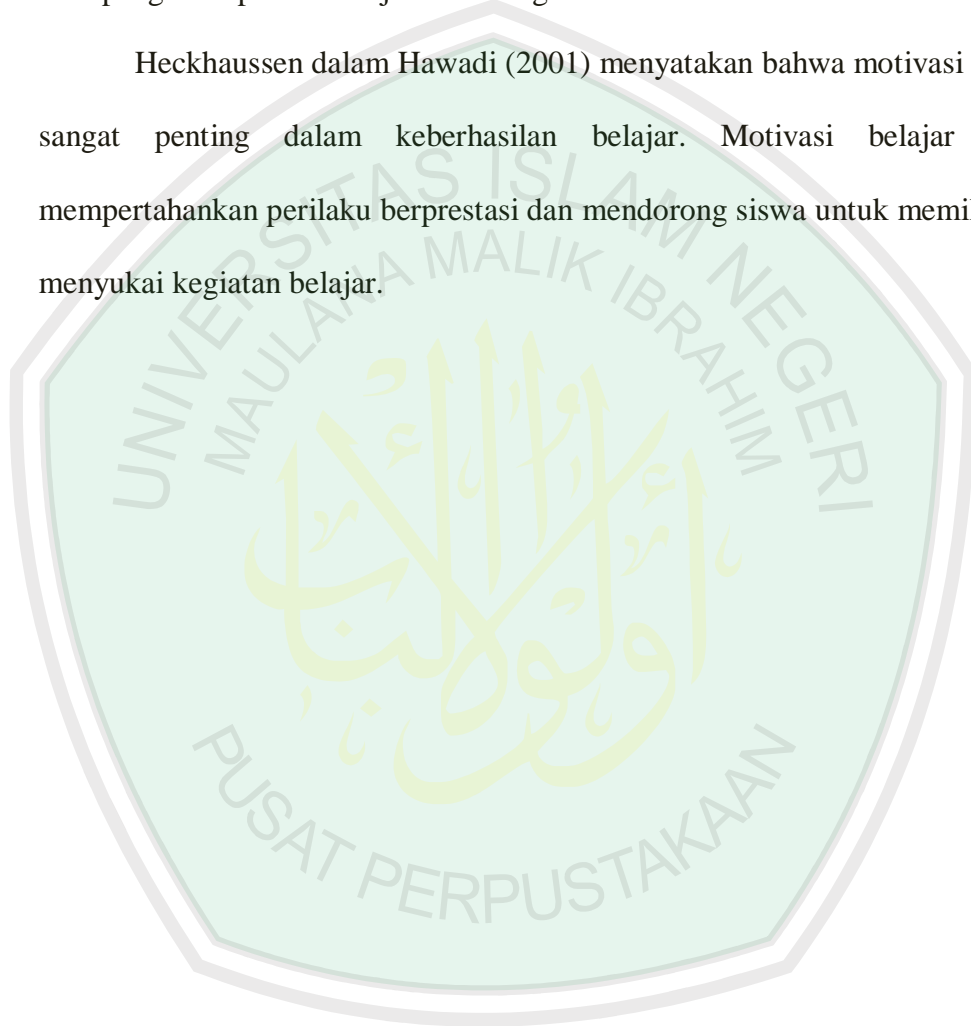 Heckhaussen dalam Hawadi (2001) menyatakan bahwa motivasi
sangat penting dalam keberhasilan belajar. Motivasi belajar
mempertahankan perilaku berprestasi dan mendorong siswa untuk
menyukai kegiatan belajar.
UNIVERSITAS ISLAM NEGERI
MAULANA MALIK IBRAHIM
PUSAT PERPUSTAKAAN